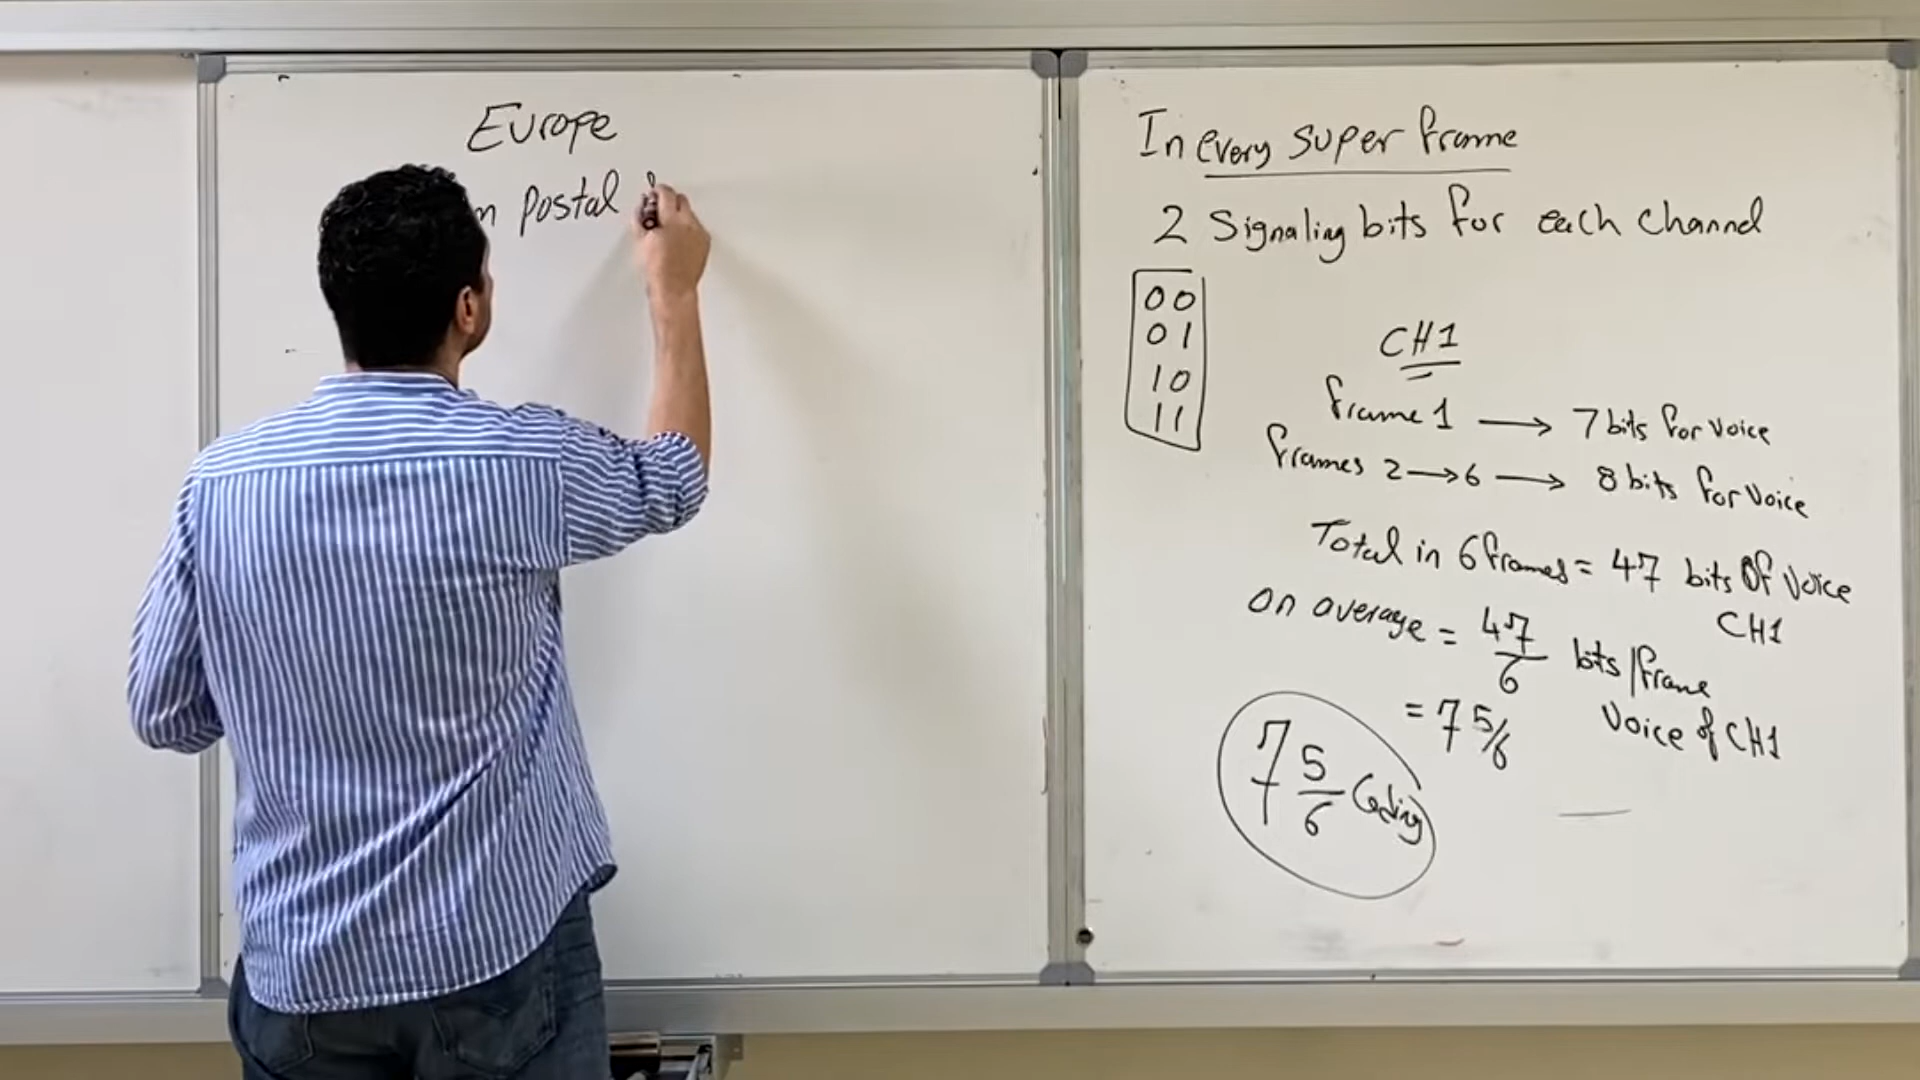 Europe
postal
In every super frame
2 Signaling bits for each channel
00
01
10
11
CH1
frame 1 → 7 bits for voice
frames 2 → 6 → 8 bits for voice
Total in 6 frames = 47 bits of voice
CH1
on average = 47/6 bits/frame
= 7 5/6 voice of CH1
7 5/6 Coding